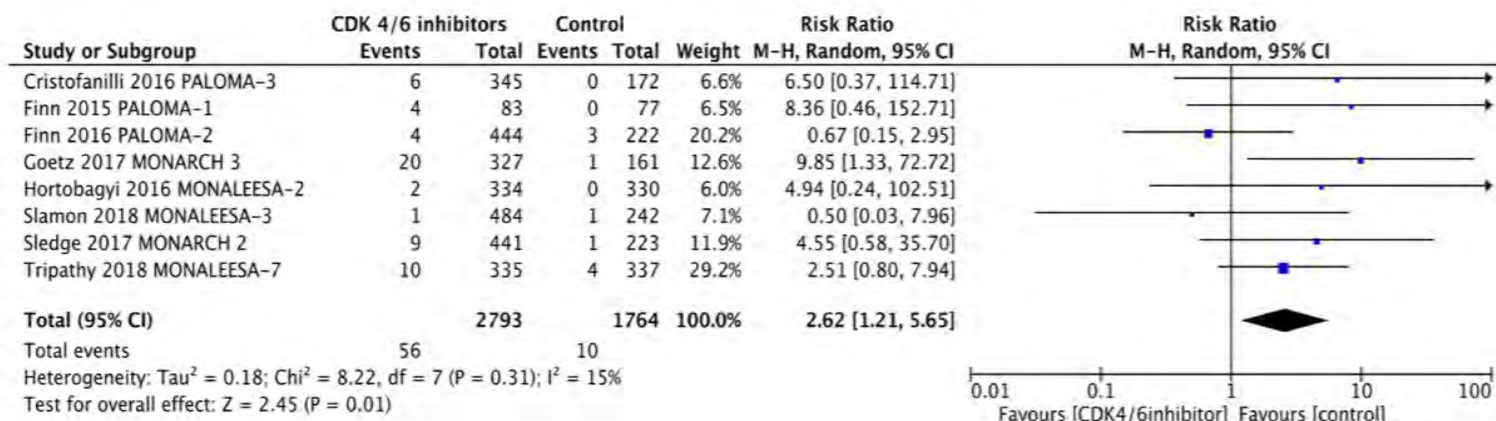 CDK 4/6 inhibitors Control Risk Ratio Risk Ratio
Study or Subgroup Events Total Events Total Weight M-H, Random, 95% CI M-H, Random, 95% CI
Cristofanilli 2016 PALOMA-3 6 345 0 172 6.6% 6.50 [0.37, 114.71]
Finn 2015 PALOMA-1 4 83 0 77 6.5% 8.36 [0.46, 152.71]
Finn 2016 PALOMA-2 4 444 3 222 20.2% 0.67 [0.15, 2.95]
Goetz 2017 MONARCH 3 20 327 1 161 12.6% 9.85 [1.33, 72.72]
Hortobagyi 2016 MONALEESA-2 2 334 0 330 6.0% 4.94 [0.24, 102.51]
Slamon 2018 MONALEESA-3 1 484 1 242 7.1% 0.50 [0.03, 7.96]
Sledge 2017 MONARCH 2 9 441 1 223 11.9% 4.55 [0.58, 35.70]
Tripathy 2018 MONALEESA-7 10 335 4 337 29.2% 2.51 [0.80, 7.94]
Total (95% CI) 2793 1764 100.0% 2.62 [1.21, 5.65]
Total events 56 10
Heterogeneity: Tau² = 0.18; Chi² = 8.22, df = 7 (P = 0.31); I² = 15%
Test for overall effect: Z = 2.45 (P = 0.01)
0.01 0.1 1 10 100
Favours [CDK4/6inhibitor] Favours [control]